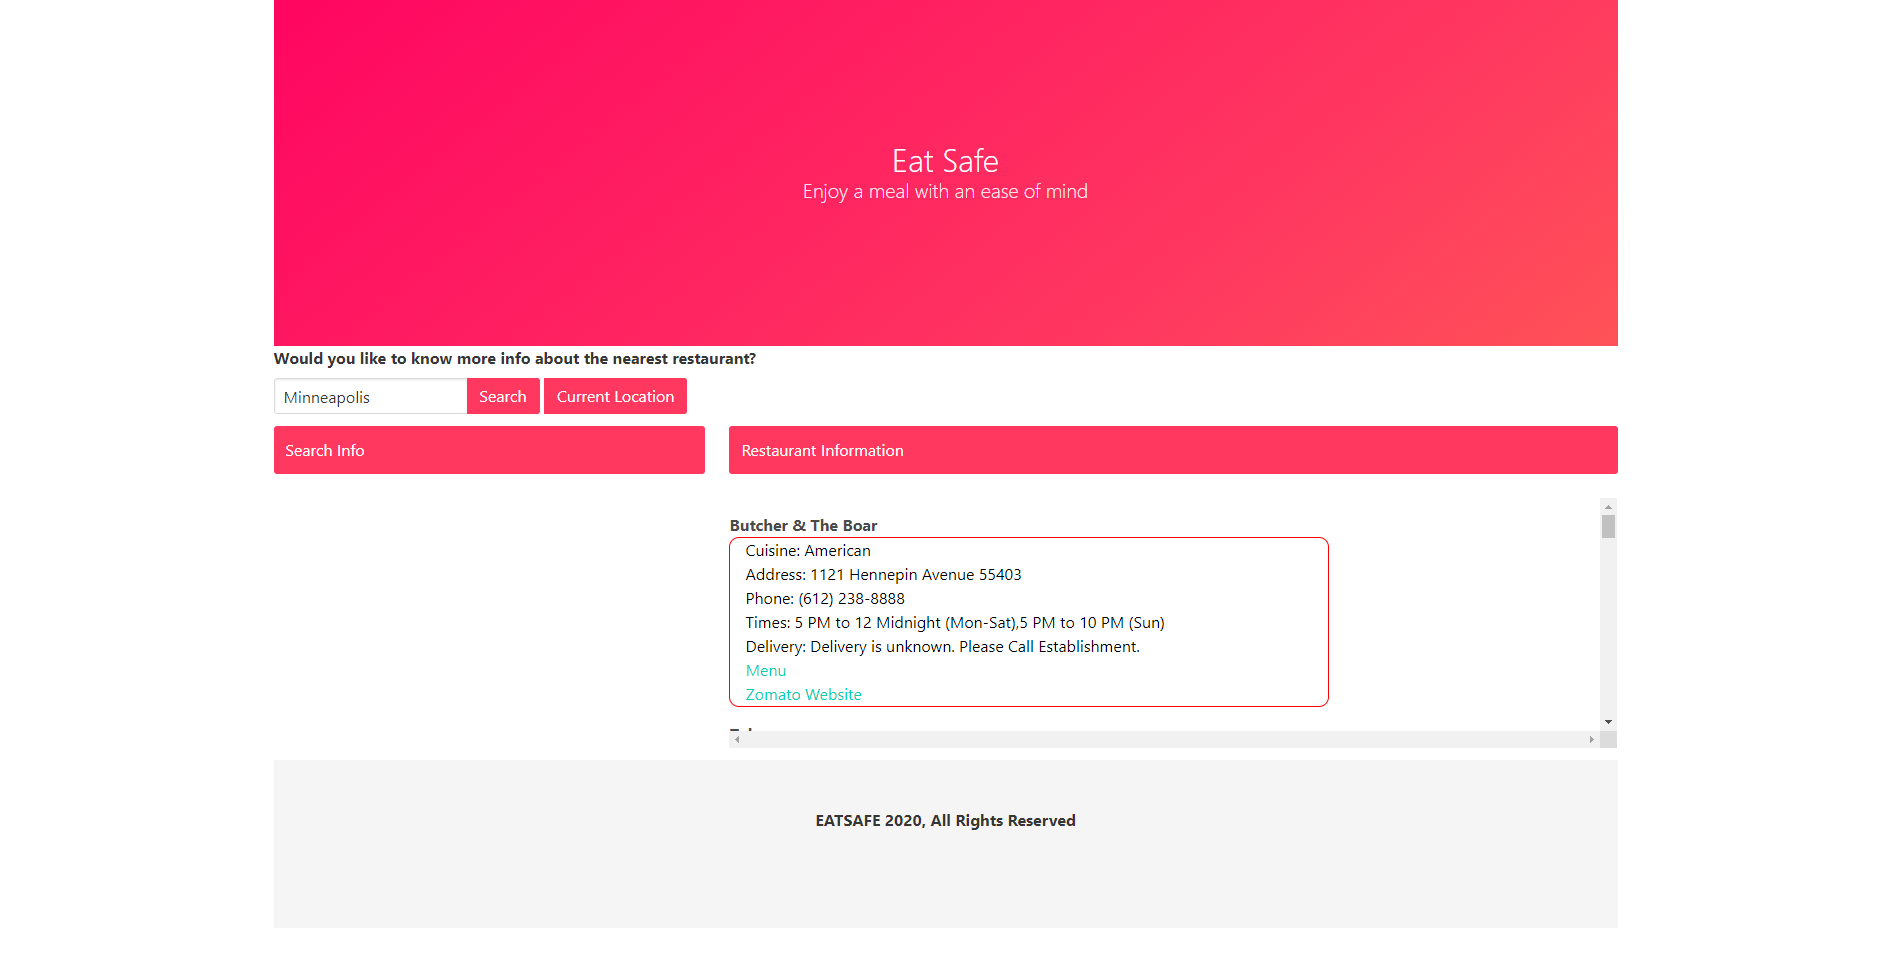 Eat Safe
Enjoy a meal with an ease of mind
Would you like to know more info about the nearest restaurant?
Minneapolis
Search
Current Location
Search Info
Restaurant Information
Butcher & The Boar
Cuisine: American
Address: 1121 Hennepin Avenue 55403
Phone: (612) 238-8888
Times: 5 PM to 12 Midnight (Mon-Sat),5 PM to 10 PM (Sun)
Delivery: Delivery is unknown. Please Call Establishment.
Menu
Zomato Website
EATSAFE 2020, All Rights Reserved